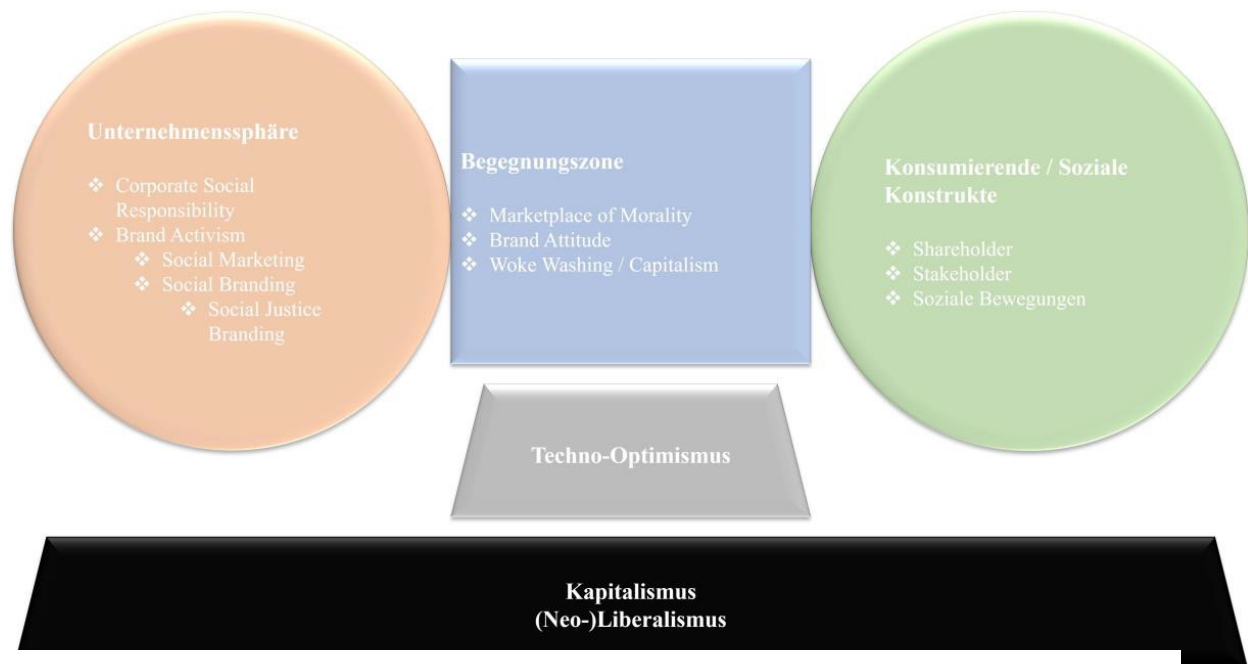 Unternehmenssphäre
❖ Corporate Social
Responsibility
❖ Brand Activism
❖ Social Marketing
❖ Social Branding
❖ Social Justice
Branding
Begegnungszone
❖ Marketplace of Morality
❖ Brand Attitude
❖ Woke Washing / Capitalism
Konsumierende / Soziale
Konstrukte
❖ Shareholder
❖ Stakeholder
❖ Soziale Bewegungen
Techno-Optimismus
Kapitalismus
(Neo-)Liberalismus